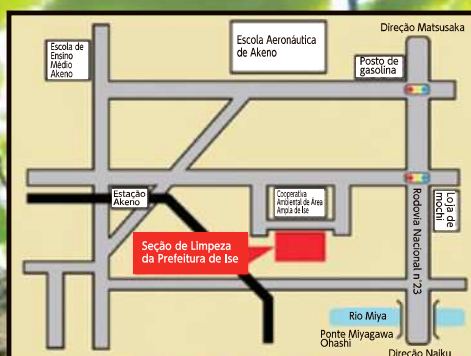 Direção Matsusaka
Escola de
Ensino
Médio
Akeno
Escola Aeronáutica
de Akeno
Posto de
gasolina
Estação
Akeno
Cooperativa
Ambiental de Área
Ampla de Ise
Rodovia Nacional n°23
Loja de
mochi
Seção de Limpeza
da Prefeitura de Ise
Rio Miya
Ponte Miyagawa
Ohashi
Direção Naiku